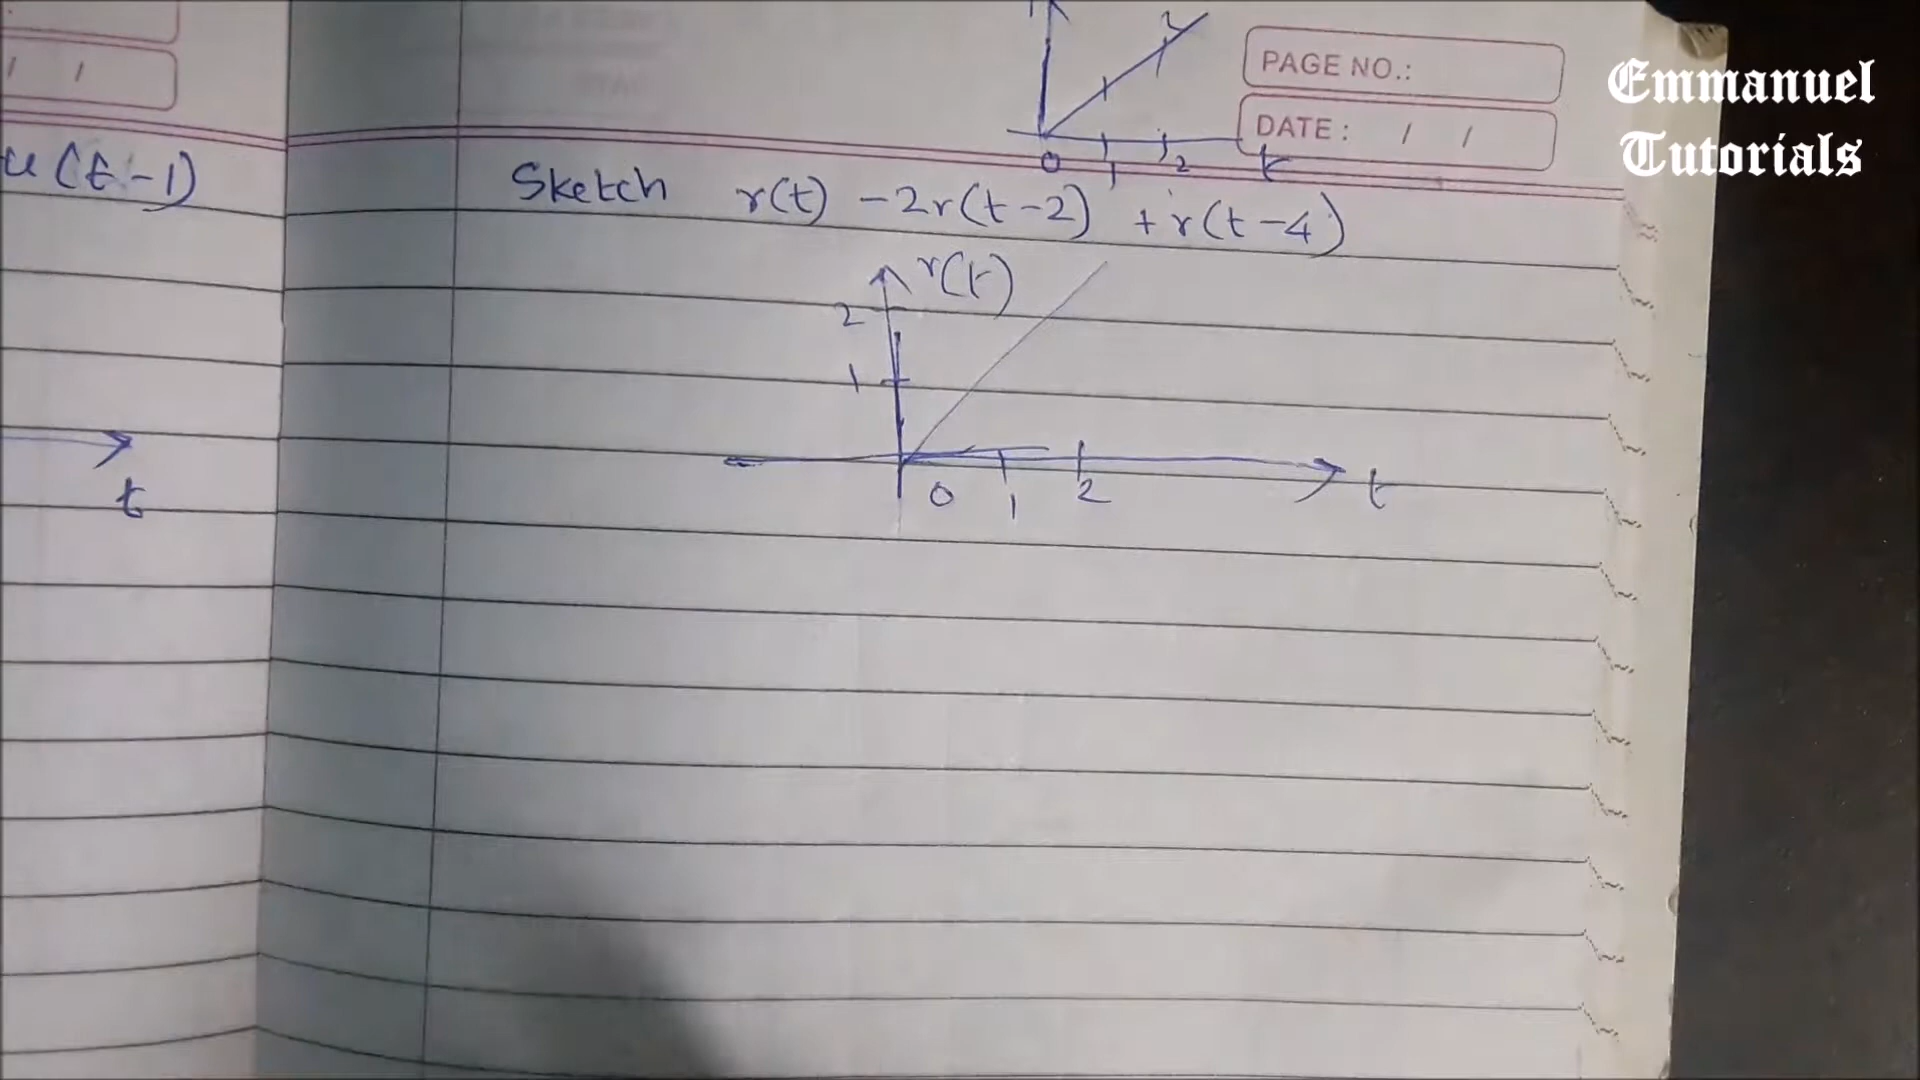 PAGE NO.:
DATE : / /
Emmanuel
Tutorials
0 1 2 t
/ /
u(t-1)
t
Sketch r(t) -2r(t-2) +r(t-4)
r(t)
2
1
0 1 2 t